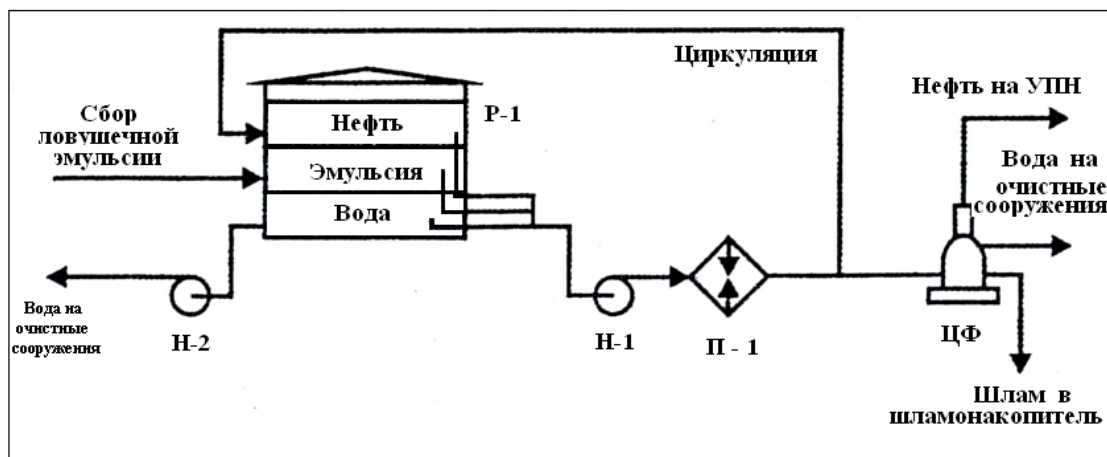 Циркуляция
Нефть на УПН
Сбор
ловушечной
эмульсии
Нефть
Р-1
Эмульсия
Вода
Вода на
очистные
сооружения
Вода на
очистные
сооружения
Н-2
Н-1
П - 1
ЦФ
Шлам в
шламонакопитель